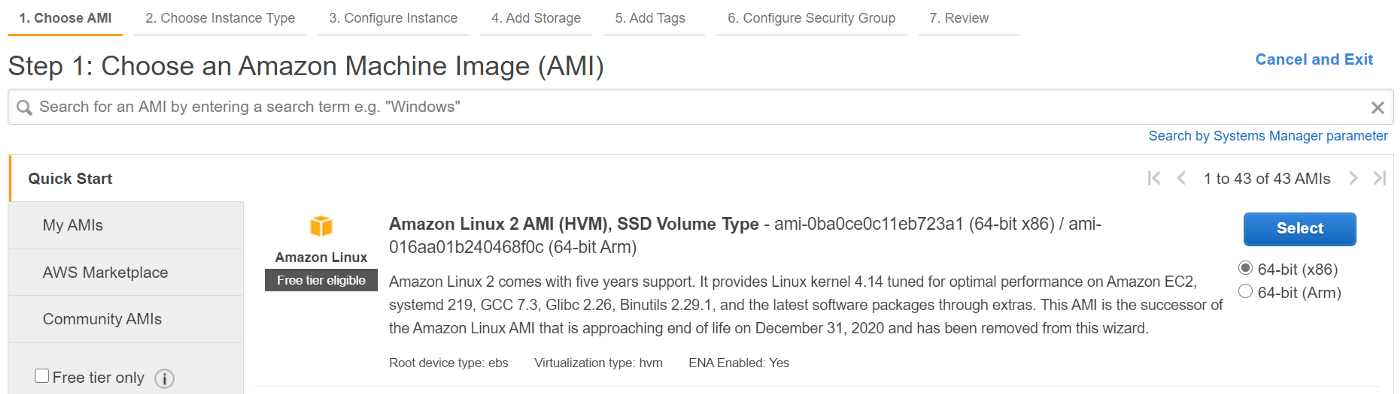 1. Choose AMI 2. Choose Instance Type 3. Configure Instance 4. Add Storage 5. Add Tags 6. Configure Security Group 7. Review
Step 1: Choose an Amazon Machine Image (AMI)
Cancel and Exit
Search for an AMI by entering a search term e.g. "Windows"
Search by Systems Manager parameter
Quick Start
1 to 43 of 43 AMIs
My AMIs
AWS Marketplace
Community AMIs
Free tier only
Amazon Linux
Free tier eligible
Amazon Linux 2 AMI (HVM), SSD Volume Type - ami-0ba0ce0c11eb723a1 (64-bit x86) / ami-
016aa01b240468f0c (64-bit Arm)
Amazon Linux 2 comes with five years support. It provides Linux kernel 4.14 tuned for optimal performance on Amazon EC2,
systemd 219, GCC 7.3, Glibc 2.26, Binutils 2.29.1, and the latest software packages through extras. This AMI is the successor of
the Amazon Linux AMI that is approaching end of life on December 31, 2020 and has been removed from this wizard.
Root device type: ebs Virtualization type: hvm ENA Enabled: Yes
Select
64-bit (x86)
64-bit (Arm)